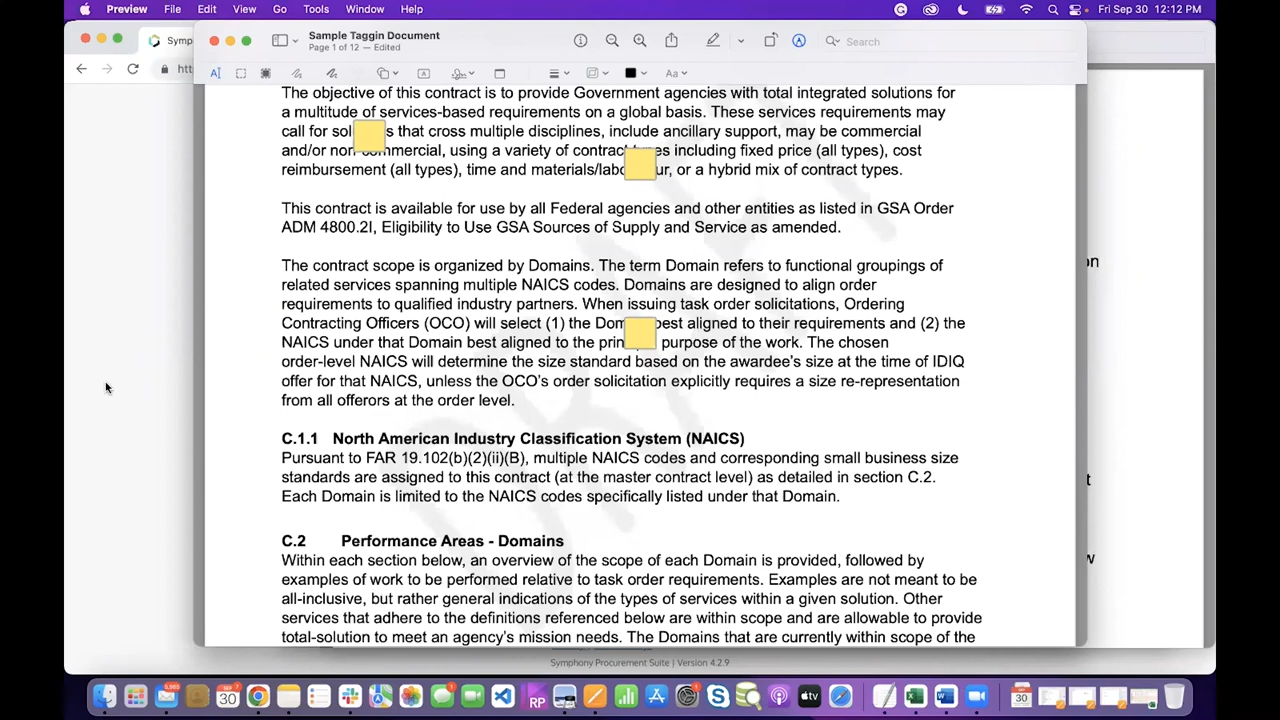 Preview File Edit View Go Tools Window Help Fri Sep 30 12:12 PM
Symp
Sample Taggin Document
Page 1 of 12 – Edited
Search
htt
Aa
The objective of this contract is to provide Government agencies with total integrated solutions for
a multitude of services-based requirements on a global basis. These services requirements may
call for sol s that cross multiple disciplines, include ancillary support, may be commercial
and/or non-commercial, using a variety of contract types including fixed price (all types), cost
reimbursement (all types), time and materials/labo ur, or a hybrid mix of contract types.
This contract is available for use by all Federal agencies and other entities as listed in GSA Order
ADM 4800.2I, Eligibility to Use GSA Sources of Supply and Service as amended.
The contract scope is organized by Domains. The term Domain refers to functional groupings of
related services spanning multiple NAICS codes. Domains are designed to align order
requirements to qualified industry partners. When issuing task order solicitations, Ordering
Contracting Officers (OCO) will select (1) the Dom best aligned to their requirements and (2) the
NAICS under that Domain best aligned to the prin purpose of the work. The chosen
order-level NAICS will determine the size standard based on the awardee's size at the time of IDIQ
offer for that NAICS, unless the OCO's order solicitation explicitly requires a size re-representation
from all offerors at the order level.
C.1.1 North American Industry Classification System (NAICS)
Pursuant to FAR 19.102(b)(2)(ii)(B), multiple NAICS codes and corresponding small business size
standards are assigned to this contract (at the master contract level) as detailed in section C.2.
Each Domain is limited to the NAICS codes specifically listed under that Domain.
C.2 Performance Areas - Domains
Within each section below, an overview of the scope of each Domain is provided, followed by
examples of work to be performed relative to task order requirements. Examples are not meant to be
all-inclusive, but rather general indications of the types of services within a given solution. Other
services that adhere to the definitions referenced below are within scope and are allowable to provide
total-solution to meet an agency's mission needs. The Domains that are currently within scope of the
DRAFT
on
t
w
Symphony Procurement Suite | Version 4.2.9
30
RP
tv